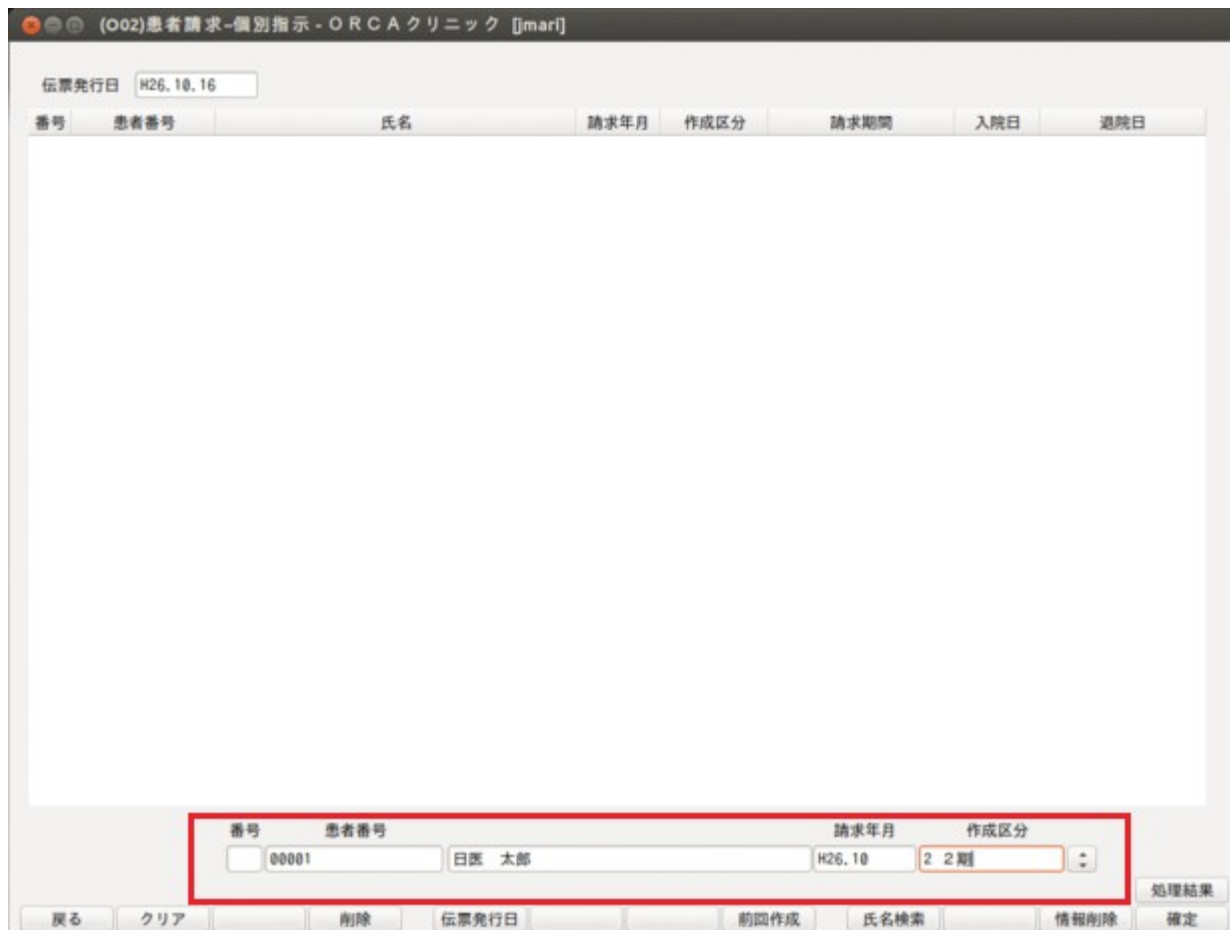 (O02)患者請求-個別指示 - ＯＲＣＡクリニック [jmari]
伝票発行日 H26.10.16
番号 患者番号 氏名 請求年月 作成区分 請求期間 入院日 退院日
番号 患者番号 請求年月 作成区分
00001 日医 太郎 H26.10 2 ２期
処理結果
戻る クリア 削除 伝票発行日 前回作成 氏名検索 情報削除 確定